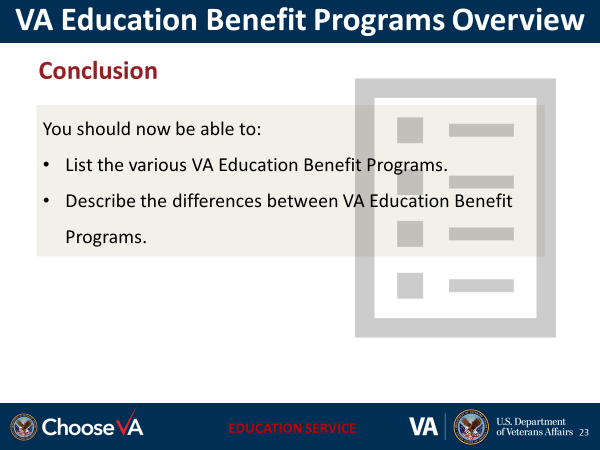 VA Education Benefit Programs Overview
Conclusion
You should now be able to:
• List the various VA Education Benefit Programs.
• Describe the differences between VA Education Benefit
Programs.
ChooseVA
EDUCATION SERVICE
VA
U.S. Department
of Veterans Affairs
23